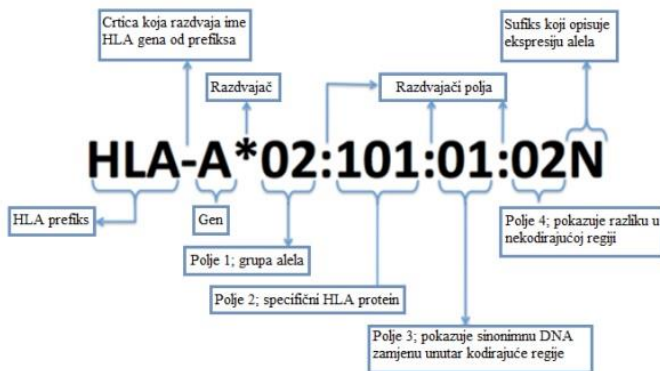 Crtica koja razdvaja ime
HLA gena od prefiksa
Sufiks koji opisuje
ekspresiju alela
Razdvajač
Razdvajači polja
HLA-A*02:101:01:02N
HLA prefiks
Gen
Polje 4; pokazuje razliku u
nekodirajućoj regiji
Polje 1; grupa alela
Polje 2; specifični HLA protein
Polje 3; pokazuje sinonimnu DNA
zamjenu unutar kodirajuće regije